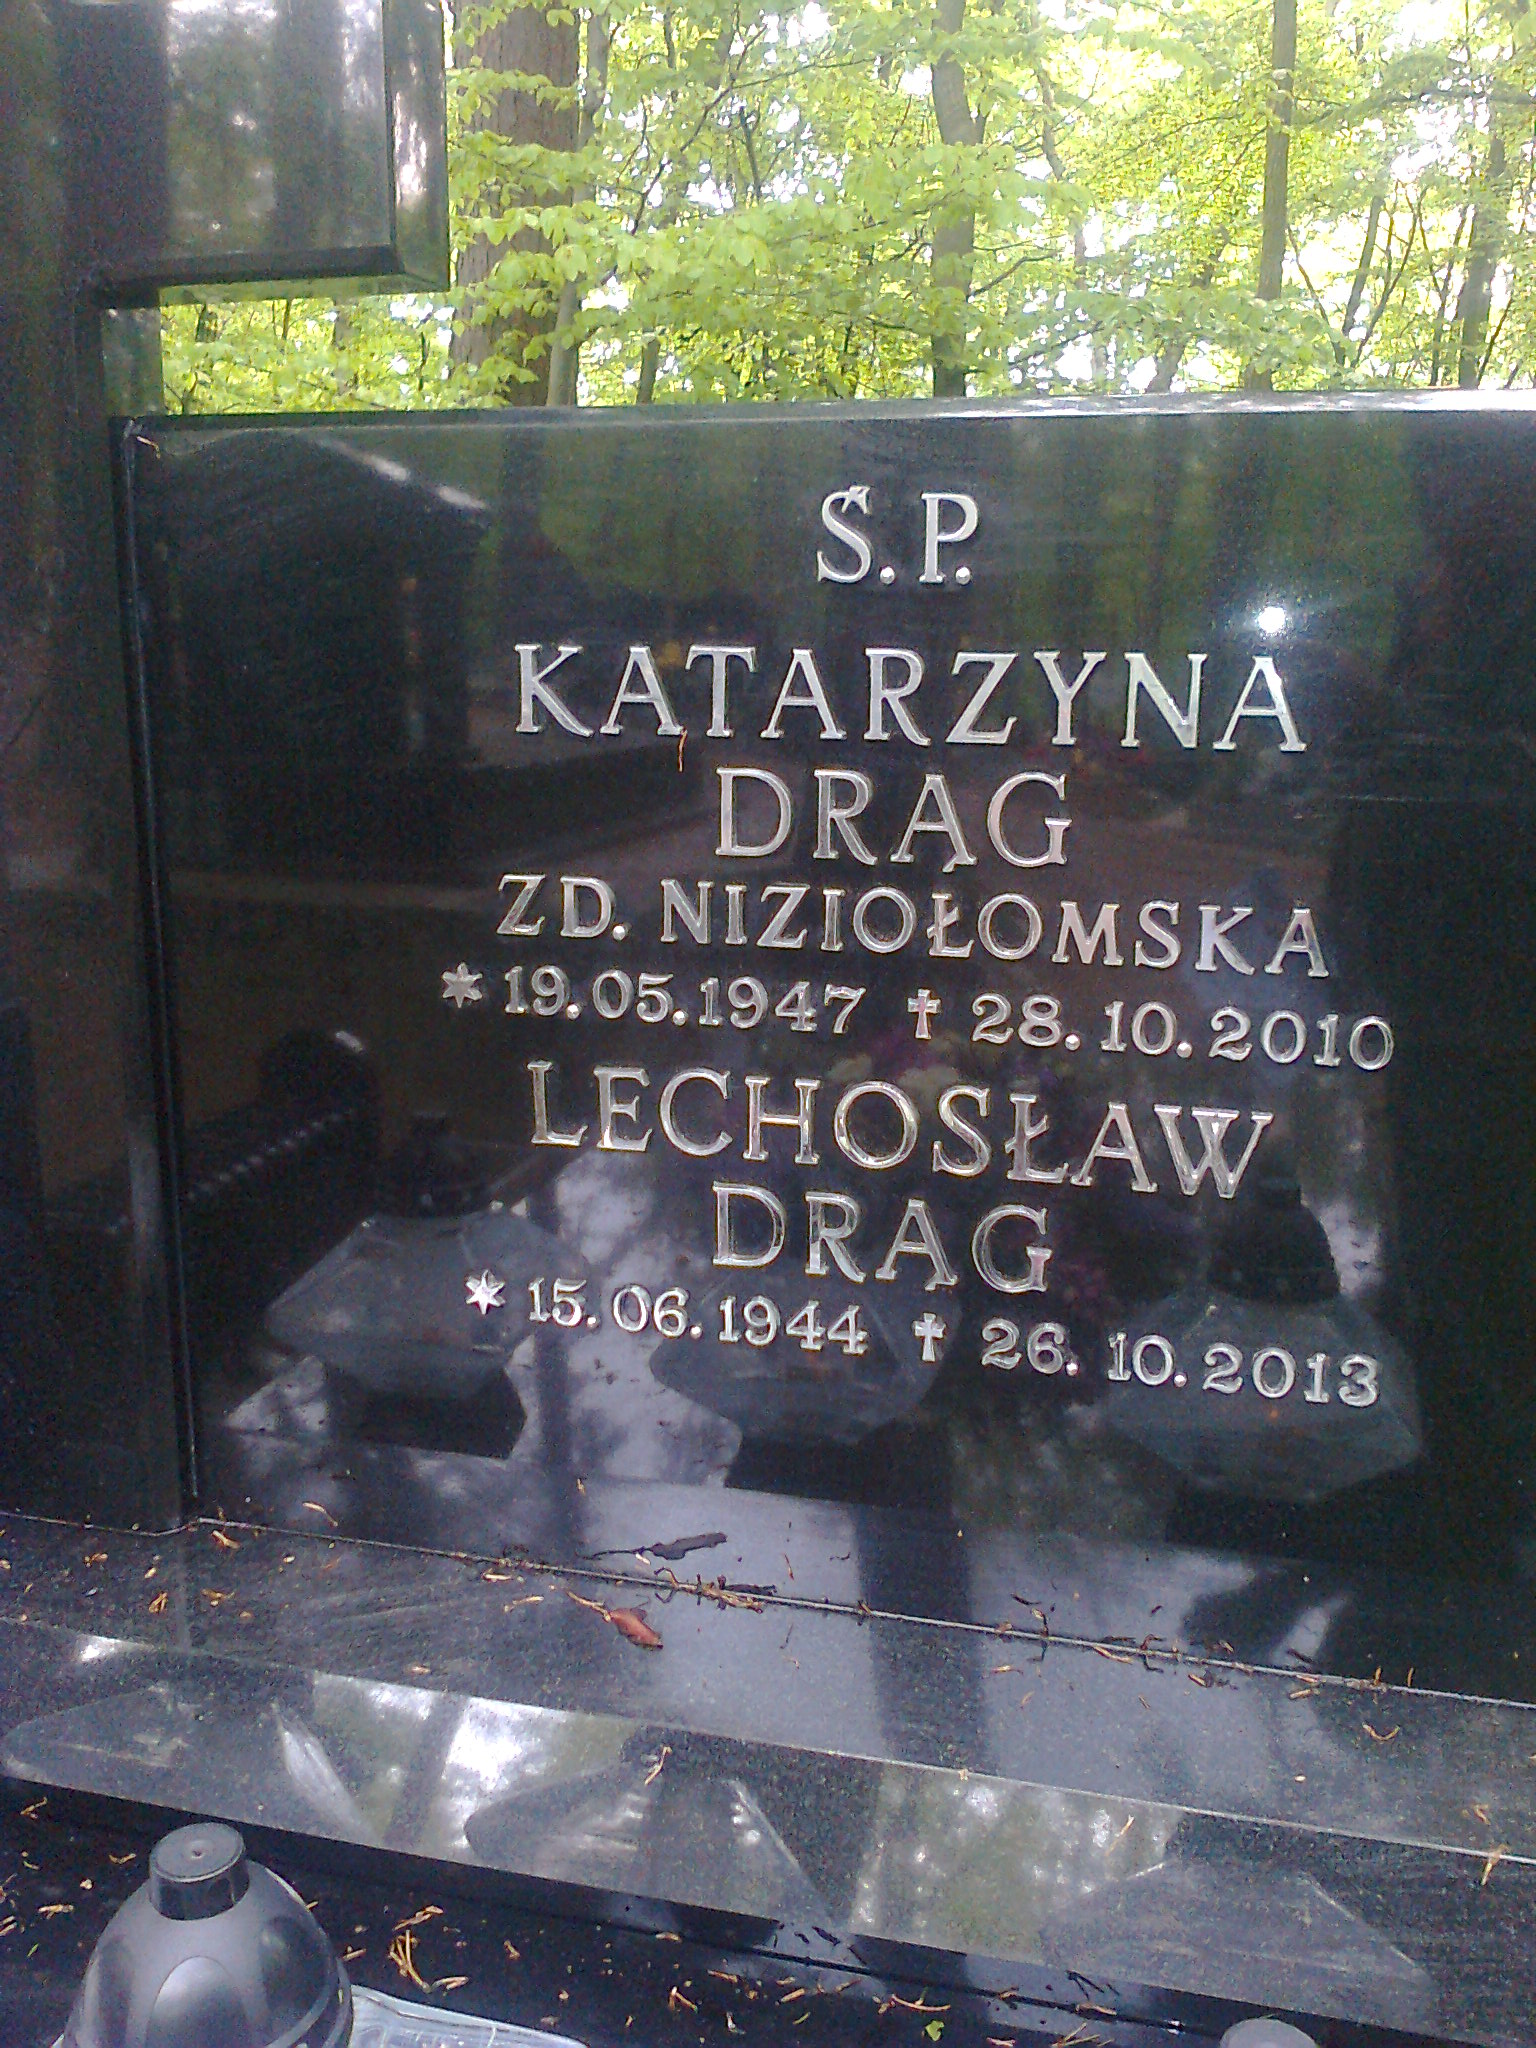 Ś.P.
KATARZYNA
DRĄG
ZD. NIZIOŁOMSKA
* 19.05.1947 † 28.10.2010
LECHOSŁAW
DRĄG
* 15.06.1944 † 26.10.2013